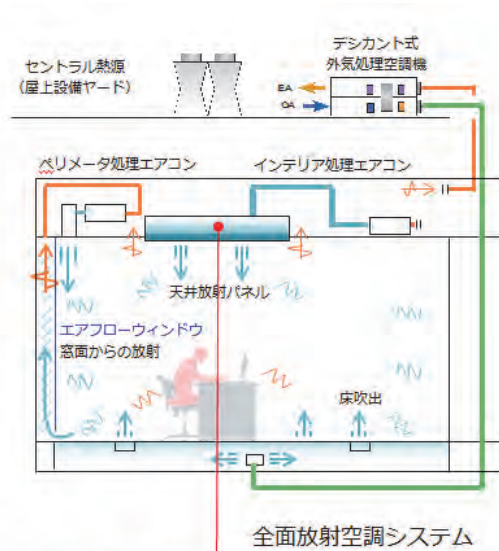 デシカント式
外気処理空調機
セントラル熱源
（屋上設備ヤード）
EA
OA
ペリメータ処理エアコン
インテリア処理エアコン
天井放射パネル
エアフローウィンドウ
窓面からの放射
床吹出
全面放射空調システム